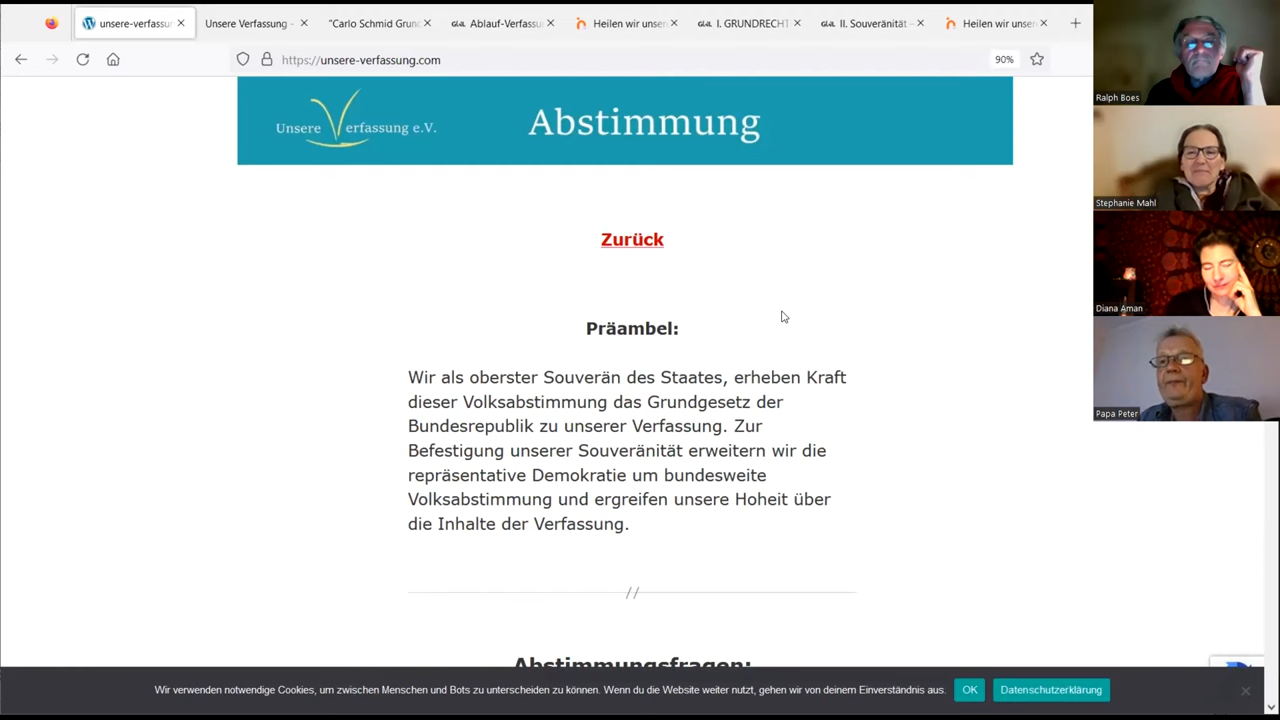 unsere-verfassun
Unsere Verfassung -
"Carlo Schmid Grund
Ablauf-Verfassu
Heilen wir unser
I. GRUNDRECHT
II. Souveränität –
Heilen wir unser
https://unsere-verfassung.com
90%
Unsere Verfassung e.V.
Abstimmung
Zurück
Präambel:
Wir als oberster Souverän des Staates, erheben Kraft
dieser Volksabstimmung das Grundgesetz der
Bundesrepublik zu unserer Verfassung. Zur
Befestigung unserer Souveränität erweitern wir die
repräsentative Demokratie um bundesweite
Volksabstimmung und ergreifen unsere Hoheit über
die Inhalte der Verfassung.
//
Abstimmungsfragen:
Wir verwenden notwendige Cookies, um zwischen Menschen und Bots zu unterscheiden zu können. Wenn du die Website weiter nutzt, gehen wir von deinem Einverständnis aus.
OK
Datenschutzerklärung
Ralph Boes
Stephanie Mahl
Diana Aman
Papa Peter